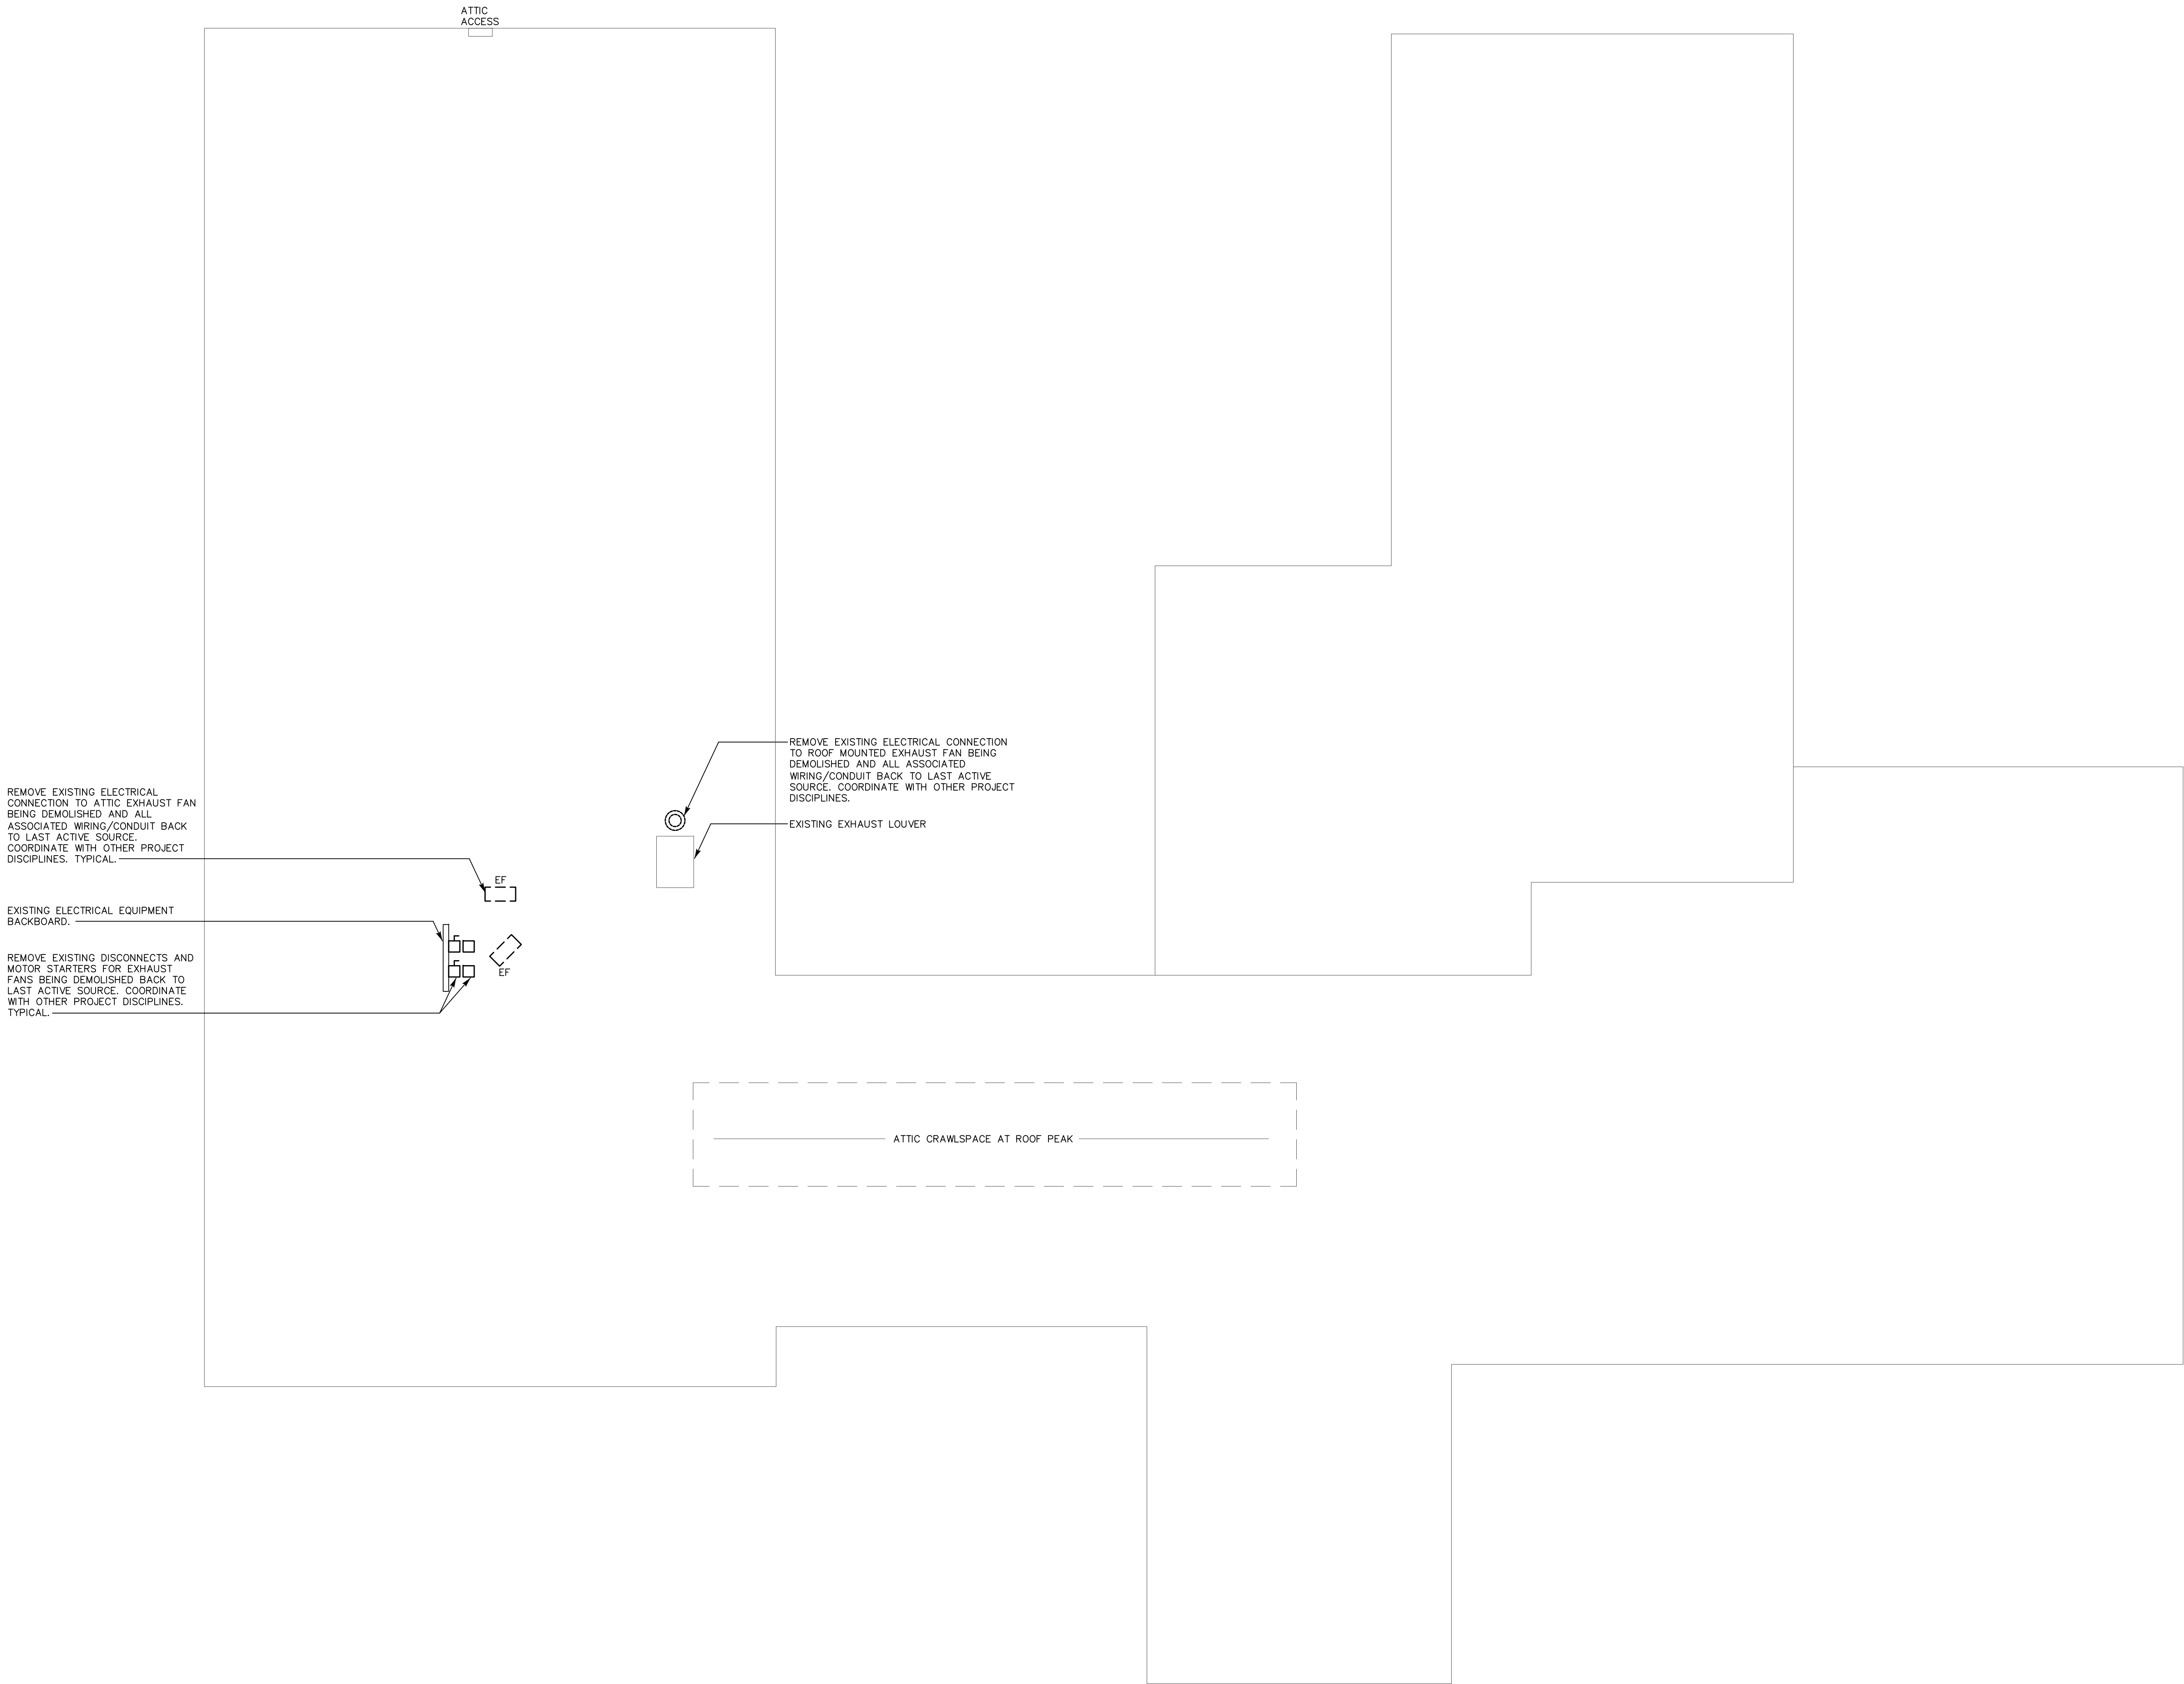 ATTIC
ACCESS
REMOVE EXISTING ELECTRICAL CONNECTION
TO ROOF MOUNTED EXHAUST FAN BEING
DEMOLISHED AND ALL ASSOCIATED
WIRING/CONDUIT BACK TO LAST ACTIVE
SOURCE. COORDINATE WITH OTHER PROJECT
DISCIPLINES.
EXISTING EXHAUST LOUVER
REMOVE EXISTING ELECTRICAL
CONNECTION TO ATTIC EXHAUST FAN
BEING DEMOLISHED AND ALL
ASSOCIATED WIRING/CONDUIT BACK
TO LAST ACTIVE SOURCE.
COORDINATE WITH OTHER PROJECT
DISCIPLINES. TYPICAL.
EF
EXISTING ELECTRICAL EQUIPMENT
BACKBOARD.
REMOVE EXISTING DISCONNECTS AND
MOTOR STARTERS FOR EXHAUST
FANS BEING DEMOLISHED BACK TO
LAST ACTIVE SOURCE. COORDINATE
WITH OTHER PROJECT DISCIPLINES.
TYPICAL.
EF
ATTIC CRAWLSPACE AT ROOF PEAK